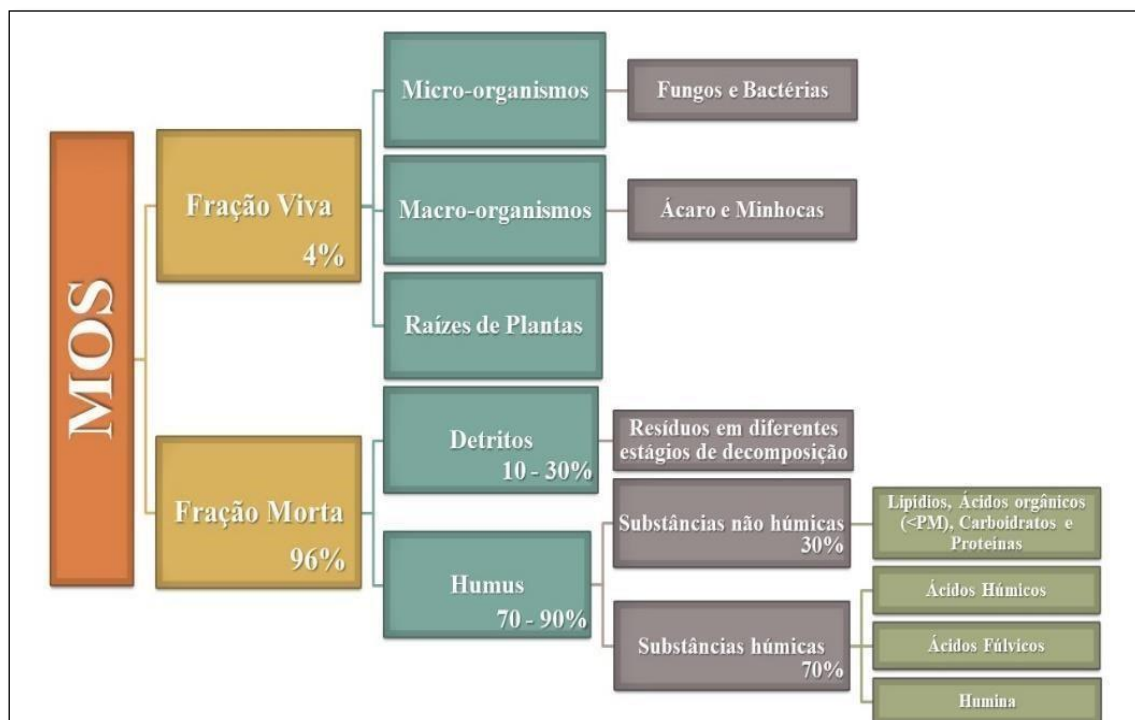 MOS
Fração Viva
4%
Micro-organismos
Fungos e Bactérias
Macro-organismos
Ácaro e Minhocas
Raízes de Plantas
Fração Morta
96%
Detritos
10 - 30%
Resíduos em diferentes
estágios de decomposição
Humus
70 - 90%
Substâncias não húmicas
30%
Lipídios, Ácidos orgânicos
(<PM), Carboidratos e
Proteínas
Substâncias húmicas
70%
Ácidos Húmicos
Ácidos Fúlvicos
Humina